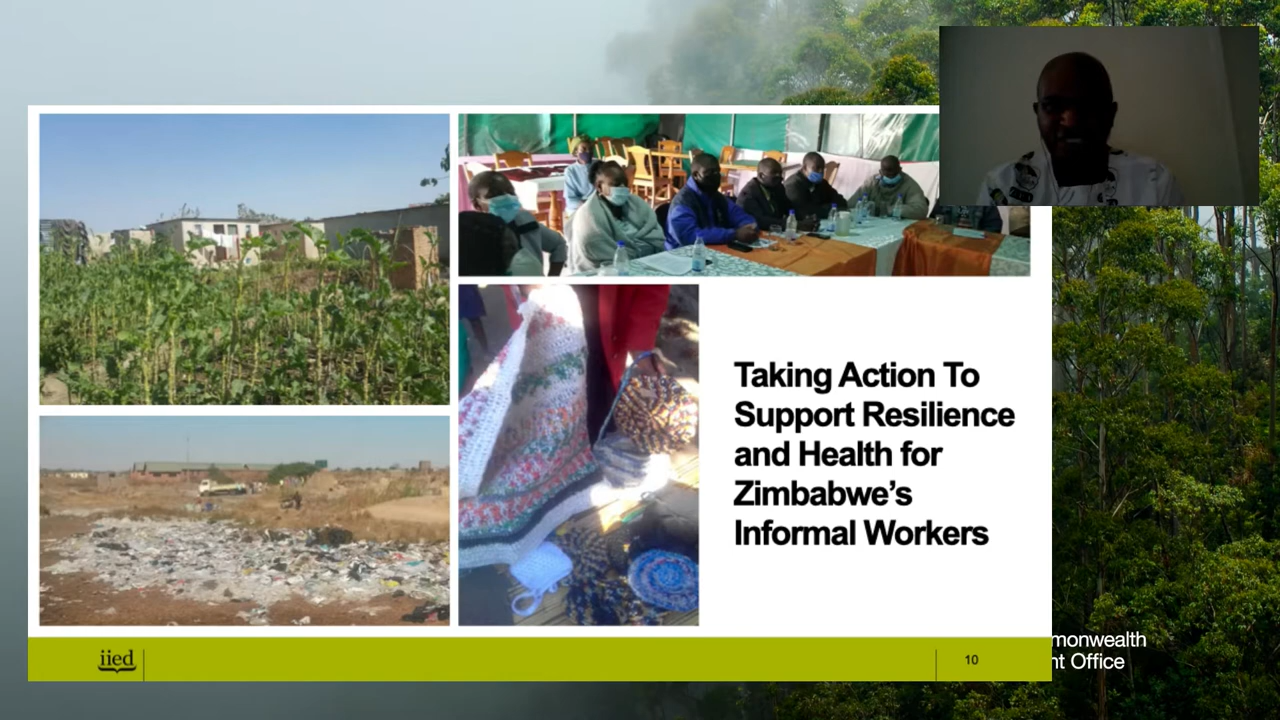 Taking Action To
Support Resilience
and Health for
Zimbabwe's
Informal Workers
iied
10
monwealth
nt Office